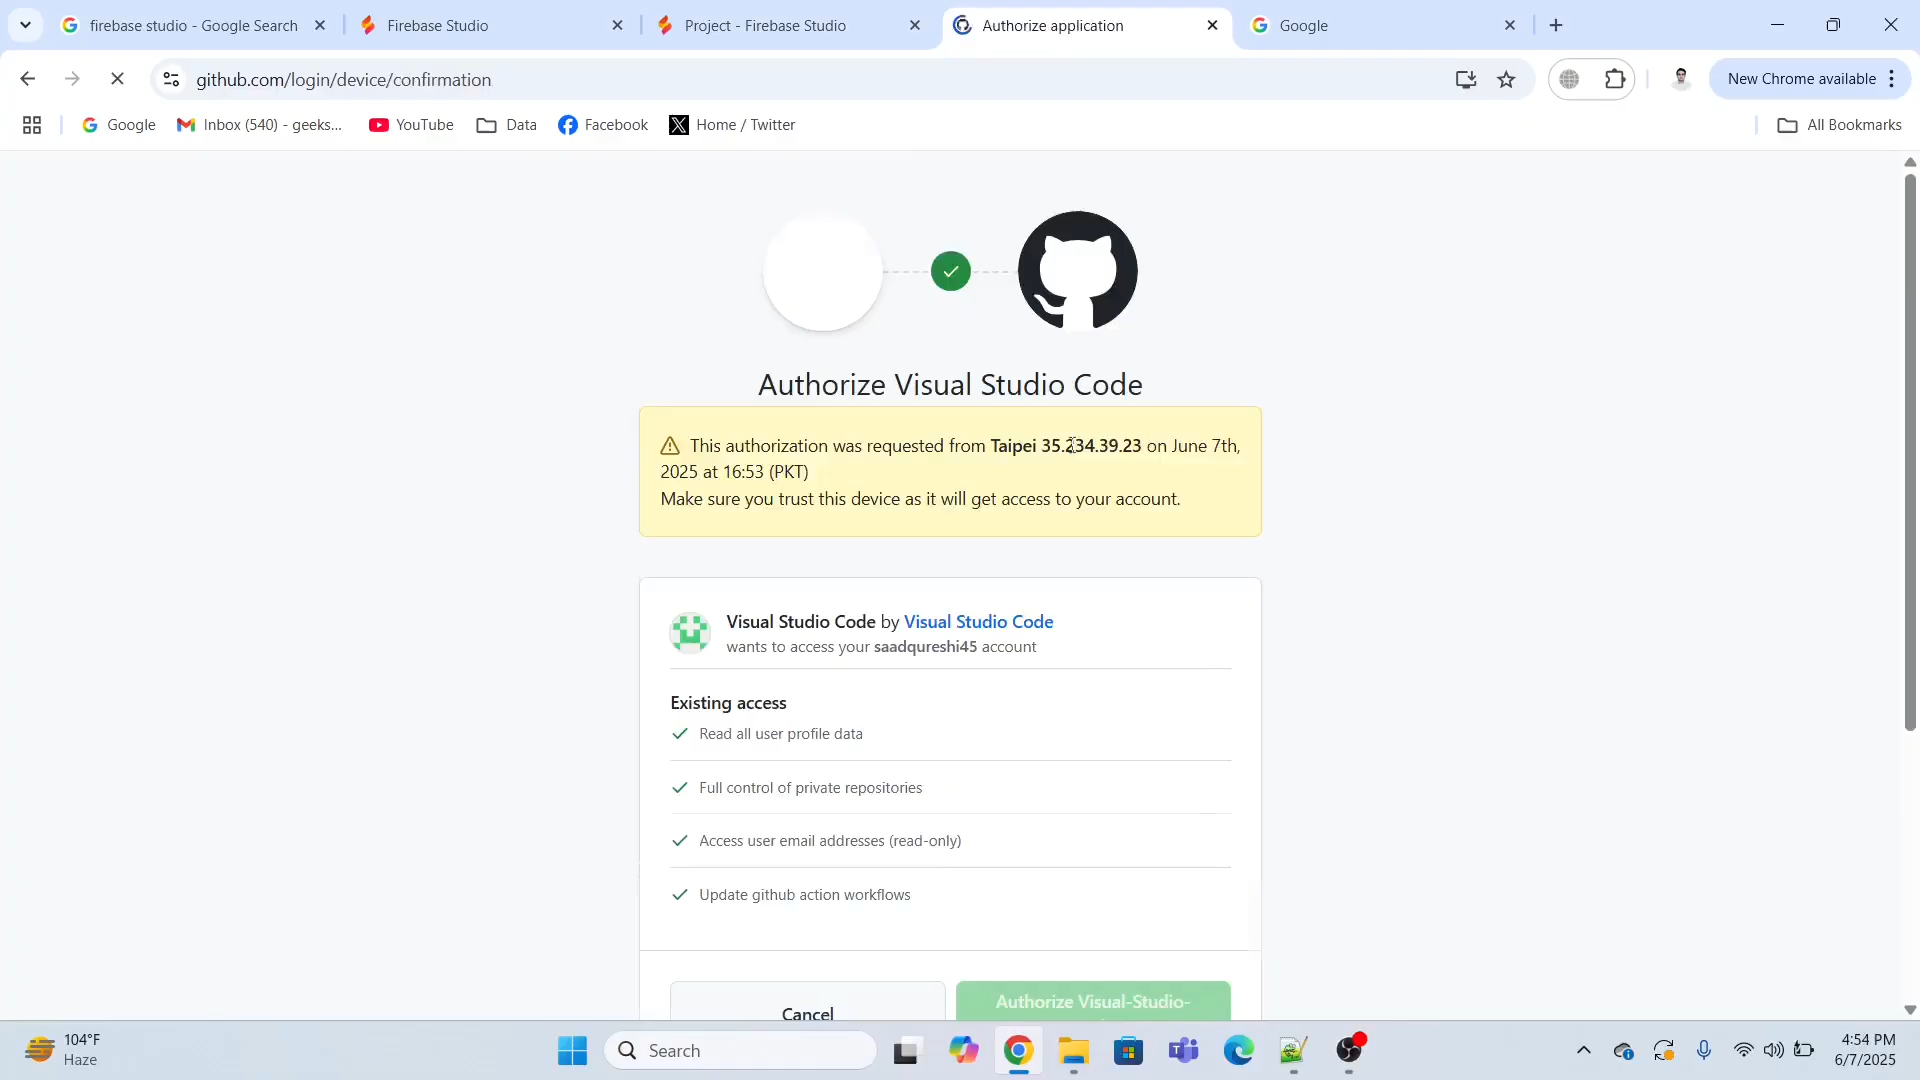 firebase studio - Google Search
Firebase Studio
Project - Firebase Studio
Authorize application
Google
github.com/login/device/confirmation
New Chrome available
Google
Inbox (540) - geeks...
YouTube
Data
Facebook
Home / Twitter
All Bookmarks
Authorize Visual Studio Code
This authorization was requested from Taipei 35.234.39.23 on June 7th,
2025 at 16:53 (PKT)
Make sure you trust this device as it will get access to your account.
Visual Studio Code by Visual Studio Code
wants to access your saadqureshi45 account
Existing access
Read all user profile data
Full control of private repositories
Access user email addresses (read-only)
Update github action workflows
Cancel
Authorize Visual-Studio-
104°F
Haze
Search
4:54 PM
6/7/2025